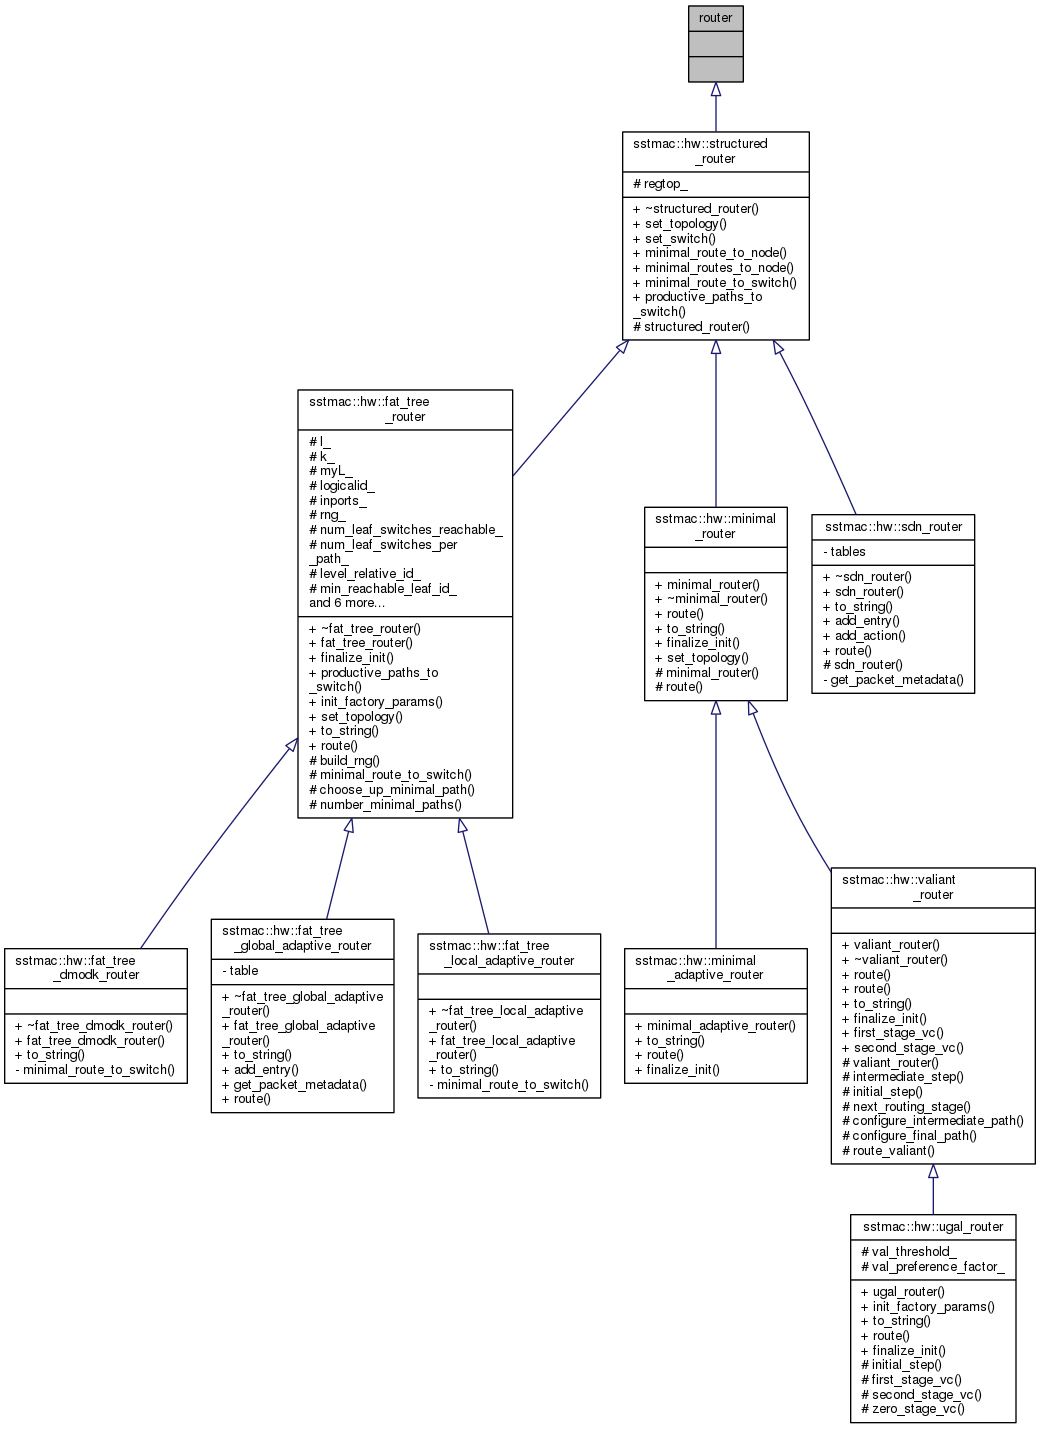 router
sstmac::hw::structured
_router
# regtop_
+ ~structured_router()
+ set_topology()
+ set_switch()
+ minimal_route_to_node()
+ minimal_routes_to_node()
+ minimal_route_to_switch()
+ productive_paths_to
_switch()
# structured_router()
sstmac::hw::fat_tree
_router
# l_
# k_
# myL_
# logicalid_
# inports_
# rng_
# num_leaf_switches_reachable_
# num_leaf_switches_per
_path_
# level_relative_id_
# min_reachable_leaf_id_
and 6 more...
+ ~fat_tree_router()
+ fat_tree_router()
+ finalize_init()
+ productive_paths_to
_switch()
+ init_factory_params()
+ set_topology()
+ to_string()
+ route()
# build_rng()
# minimal_route_to_switch()
# choose_up_minimal_path()
# number_minimal_paths()
sstmac::hw::minimal
_router
+ minimal_router()
+ ~minimal_router()
+ route()
+ to_string()
+ finalize_init()
+ set_topology()
# minimal_router()
# route()
sstmac::hw::sdn_router
- tables
+ ~sdn_router()
+ sdn_router()
+ to_string()
+ add_entry()
+ add_action()
+ route()
# sdn_router()
- get_packet_metadata()
sstmac::hw::fat_tree
_dmodk_router
+ ~fat_tree_dmodk_router()
+ fat_tree_dmodk_router()
+ to_string()
- minimal_route_to_switch()
sstmac::hw::fat_tree
_global_adaptive_router
- table
+ ~fat_tree_global_adaptive
_router()
+ fat_tree_global_adaptive
_router()
+ to_string()
+ add_entry()
+ get_packet_metadata()
+ route()
sstmac::hw::fat_tree
_local_adaptive_router
+ ~fat_tree_local_adaptive
_router()
+ fat_tree_local_adaptive
_router()
+ to_string()
- minimal_route_to_switch()
sstmac::hw::minimal
_adaptive_router
+ minimal_adaptive_router()
+ to_string()
+ route()
+ finalize_init()
sstmac::hw::valiant
_router
+ valiant_router()
+ ~valiant_router()
+ route()
+ route()
+ to_string()
+ finalize_init()
+ first_stage_vc()
+ second_stage_vc()
# valiant_router()
# intermediate_step()
# initial_step()
# next_routing_stage()
# configure_intermediate_path()
# configure_final_path()
# route_valiant()
sstmac::hw::ugal_router
# val_threshold_
# val_preference_factor_
+ ugal_router()
+ init_factory_params()
+ to_string()
+ route()
+ finalize_init()
# initial_step()
# first_stage_vc()
# second_stage_vc()
# zero_stage_vc()